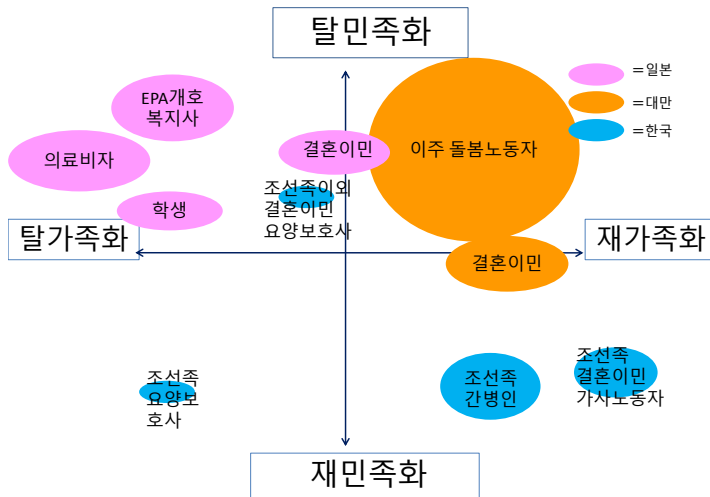 탈민족화
=일본
=대만
=한국
EPA개호
복지사
의료비자
결혼이민
이주 돌봄노동자
학생
조선족이외
결혼이민
요양보호사
탈가족화
재가족화
결혼이민
조선족
요양보
호사
조선족
간병인
조선족
결혼이민
가사노동자
재민족화